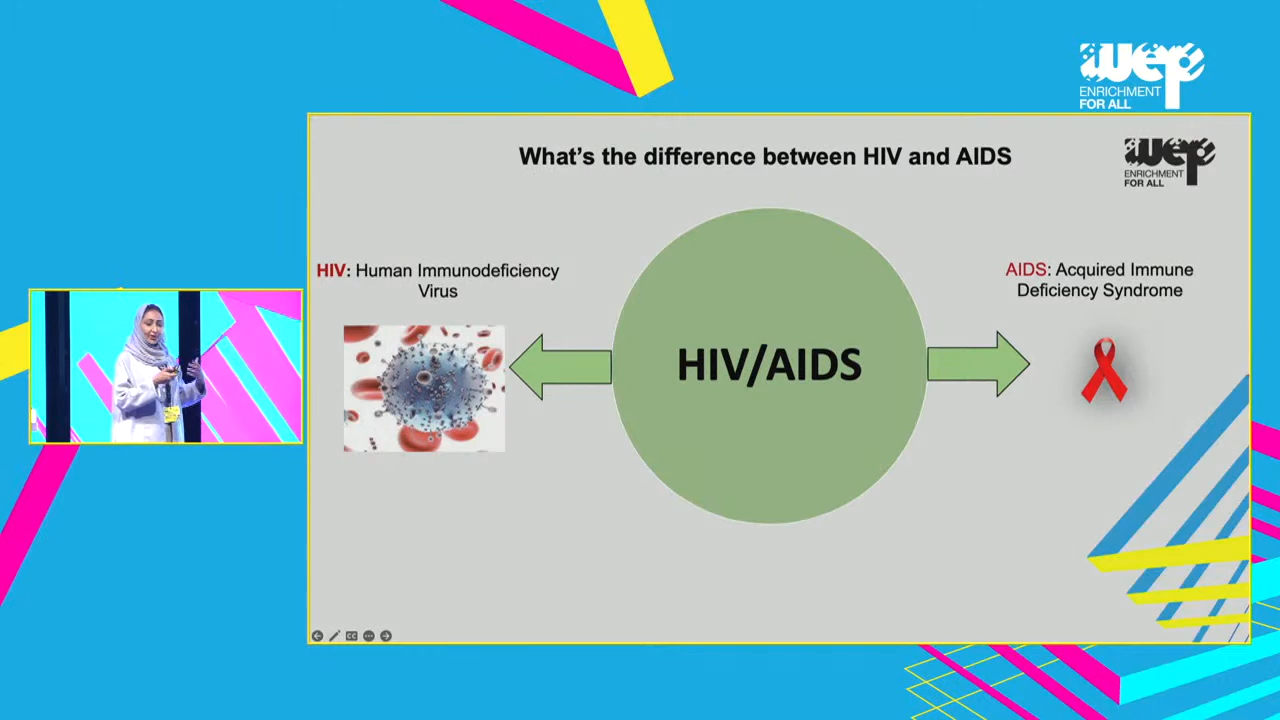 wep
ENRICHMENT
FOR ALL
What's the difference between HIV and AIDS
wep
ENRICHMENT
FOR ALL
HIV: Human Immunodeficiency
Virus
HIV/AIDS
AIDS: Acquired Immune
Deficiency Syndrome
CC